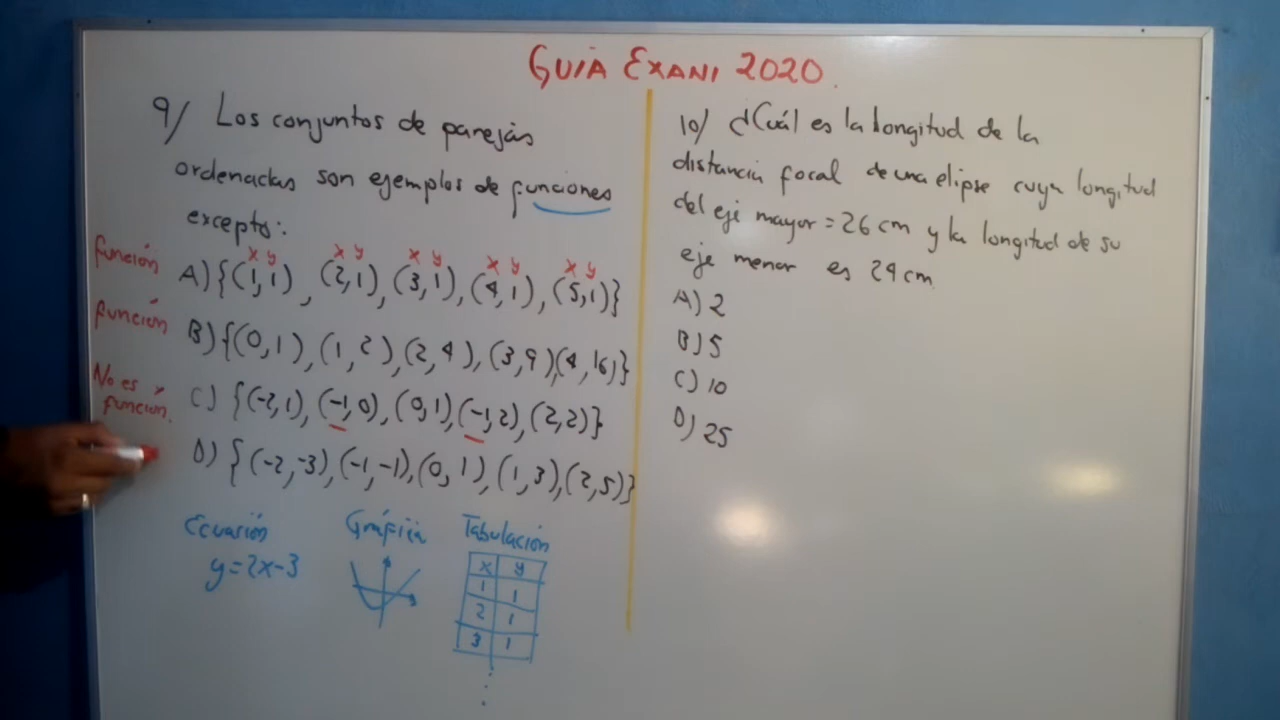 GUIA EXANI 2020.
9/ Los conjuntos de parejas
ordenadas son ejemplos de funciones
excepto:
x y x y x y x y x y
función A) {(1,1), (2,1), (3,1), (4,1), (5,1)}
función B) {(0,1), (1,2), (2,4), (3,9), (4,16)}
No es función. C) {(-2,1), (-1,0), (0,1), (-1,2), (2,2)}
D) {(-2,-3), (-1,-1), (0,1), (1,3), (2,5)}
Ecuación Gráfica Tabulación
y=2x-3
x y
1 1
2 1
3 1
10/ ¿Cuál es la longitud de la
distancia focal de una elipse cuya longitud
del eje mayor = 26 cm y la longitud de su
eje menor es 24 cm.
A) 2
B) 5
C) 10
D) 25